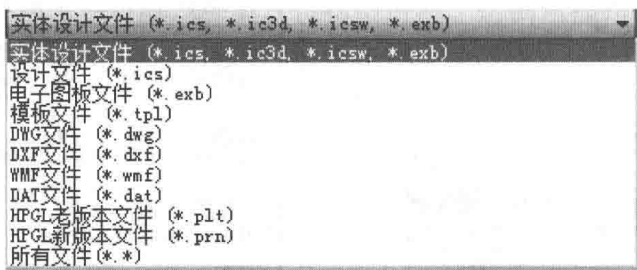 实体设计文件 (*.ics, *.ic3d, *.icsw, *.exb)
实体设计文件 (*.ics, *.ic3d, *.icsw, *.exb)
设计文件 (*.ics)
电子图板文件 (*.exb)
模板文件 (*.tpl)
DWG文件 (*.dwg)
DXF文件 (*.dxf)
WMF文件 (*.wmf)
DAT文件 (*.dat)
HPGL老版本文件 (*.plt)
HPGL新版本文件 (*.prn)
所有文件(*.*)